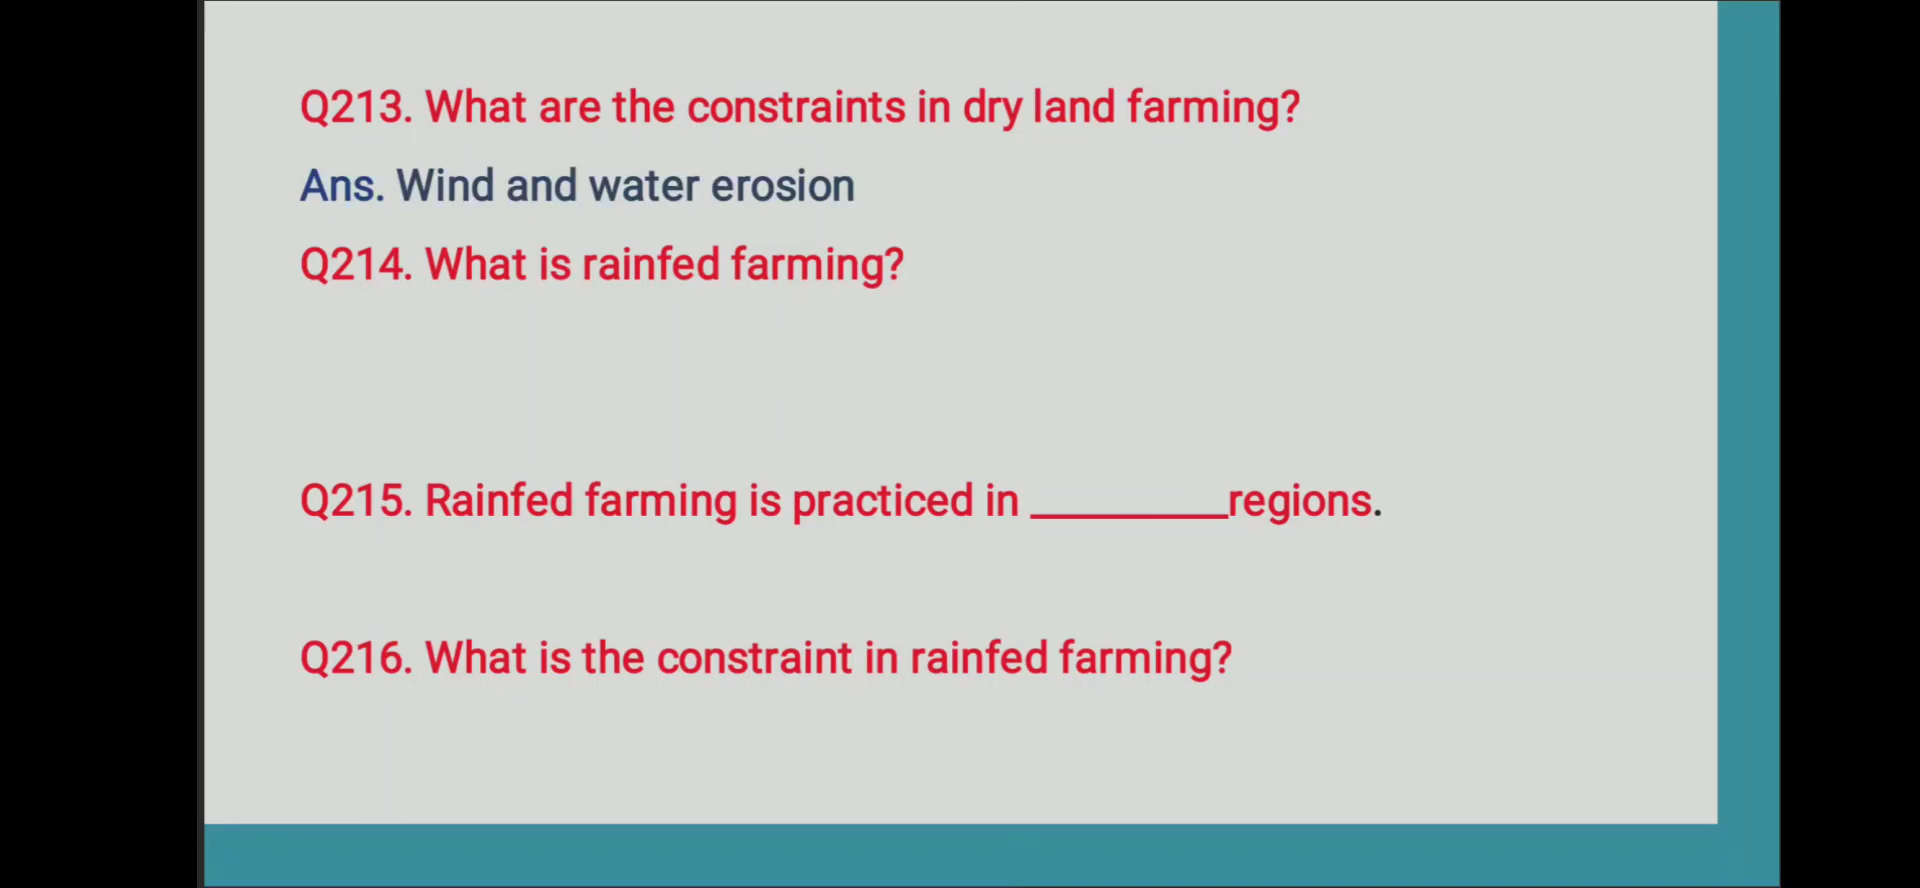 Q213. What are the constraints in dry land farming?
Ans. Wind and water erosion
Q214. What is rainfed farming?
Q215. Rainfed farming is practiced in _________regions.
Q216. What is the constraint in rainfed farming?